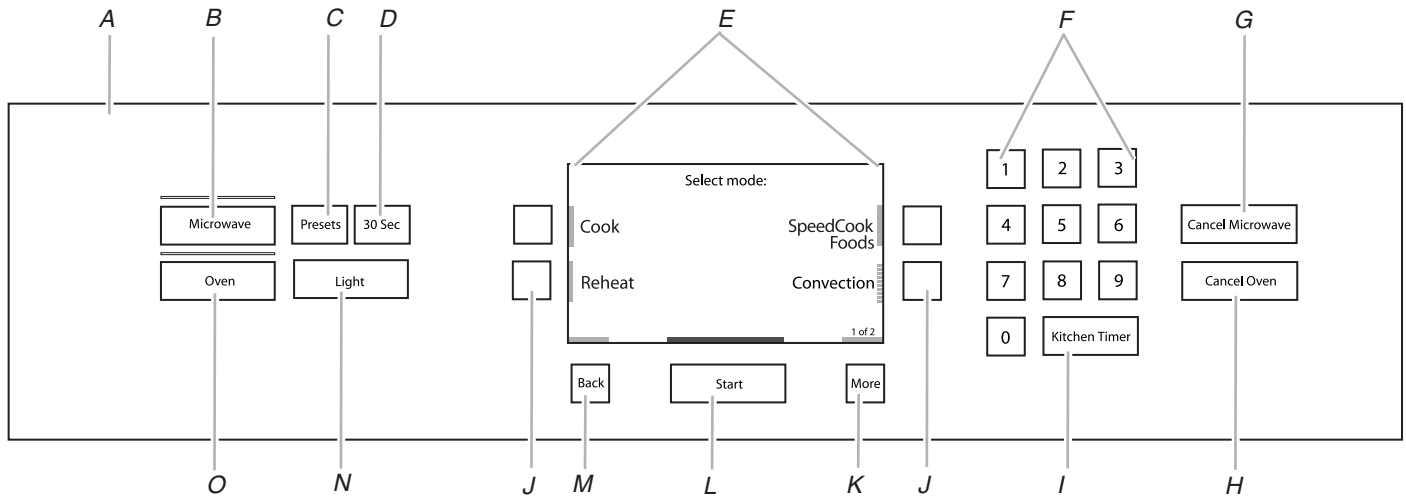 A B C D E F G
Microwave
Presets
30 Sec
Oven
Light
Select mode:
Cook
SpeedCook
Foods
Reheat
Convection
1 of 2
Back
Start
More
1 2 3
4 5 6
7 8 9
0 Kitchen Timer
Cancel Microwave
Cancel Oven
O N J M L K J I H